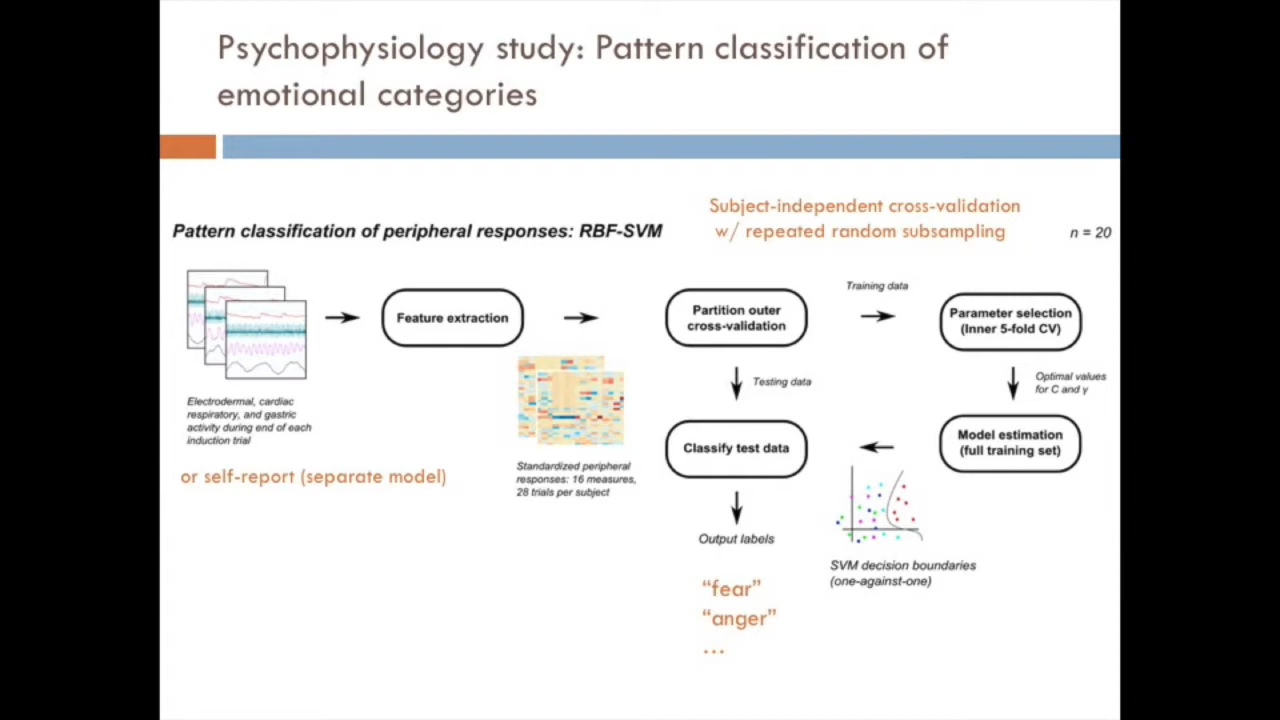 Psychophysiology study: Pattern classification of
emotional categories
Subject-independent cross-validation
w/ repeated random subsampling
Pattern classification of peripheral responses: RBF-SVM
n = 20
Training data
Feature extraction
Partition outer
cross-validation
Parameter selection
(Inner 5-fold CV)
Testing data
Optimal values
for C and γ
Electrodermal, cardiac
respiratory, and gastric
activity during end of each
induction trial
or self-report (separate model)
Standardized peripheral
responses: 16 measures,
28 trials per subject
Classify test data
Model estimation
(full training set)
Output labels
SVM decision boundaries
(one-against-one)
“fear”
“anger”
…